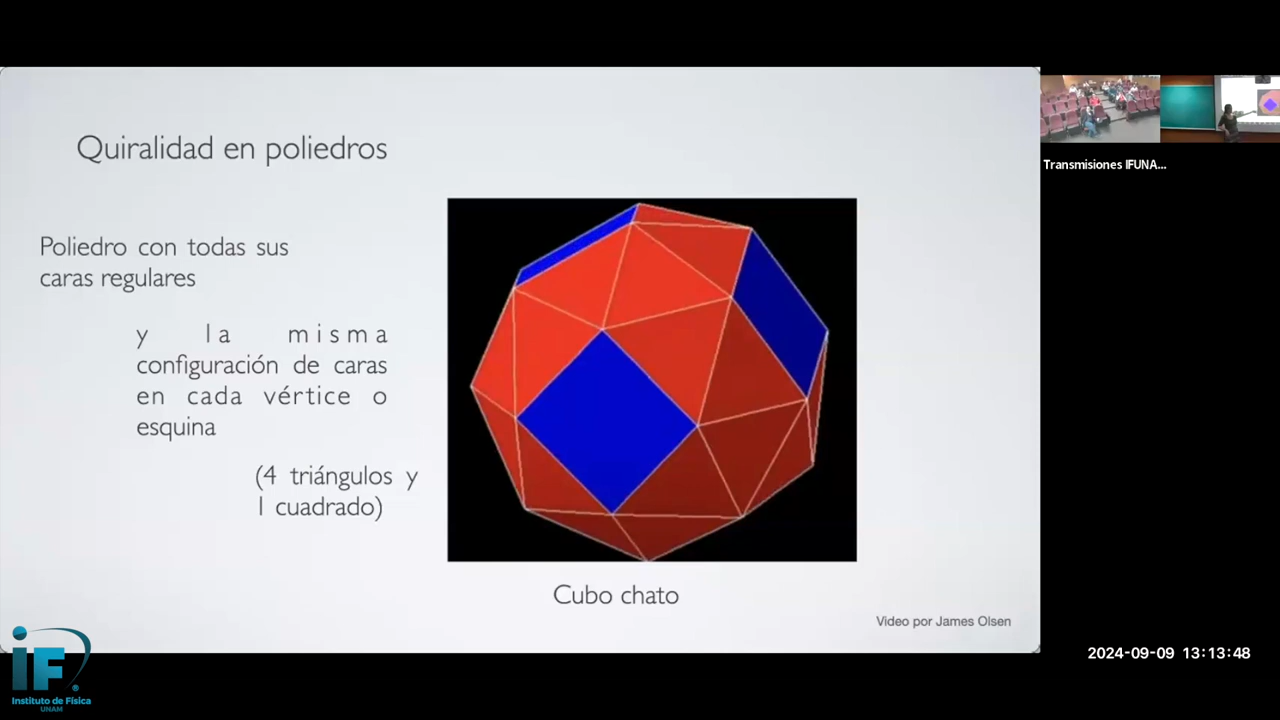 Quiralidad en poliedros
Poliedro con todas sus
caras regulares
y la misma
configuración de caras
en cada vértice o
esquina
(4 triángulos y
1 cuadrado)
Cubo chato
Video por James Olsen
Transmisiones IFUNA...
2024-09-09 13:13:48
iF
Instituto de Física
UNAM